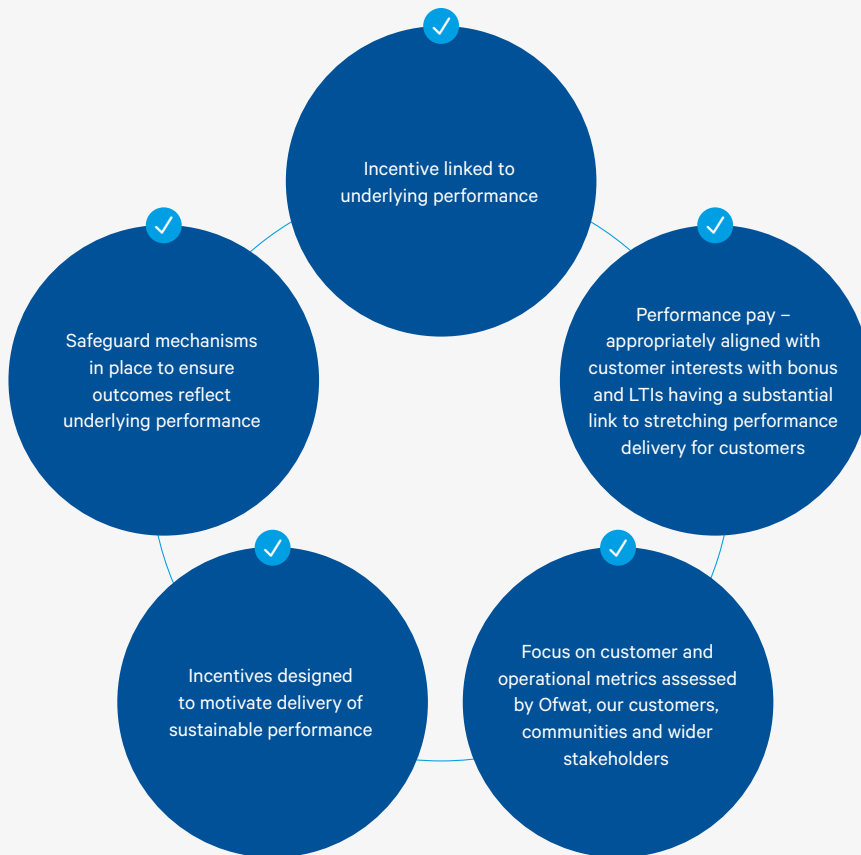 Incentive linked to
underlying performance
Performance pay –
appropriately aligned with
customer interests with bonus
and LTIs having a substantial
link to stretching performance
delivery for customers
Focus on customer and
operational metrics assessed
by Ofwat, our customers,
communities and wider
stakeholders
Incentives designed
to motivate delivery of
sustainable performance
Safeguard mechanisms
in place to ensure
outcomes reflect
underlying performance